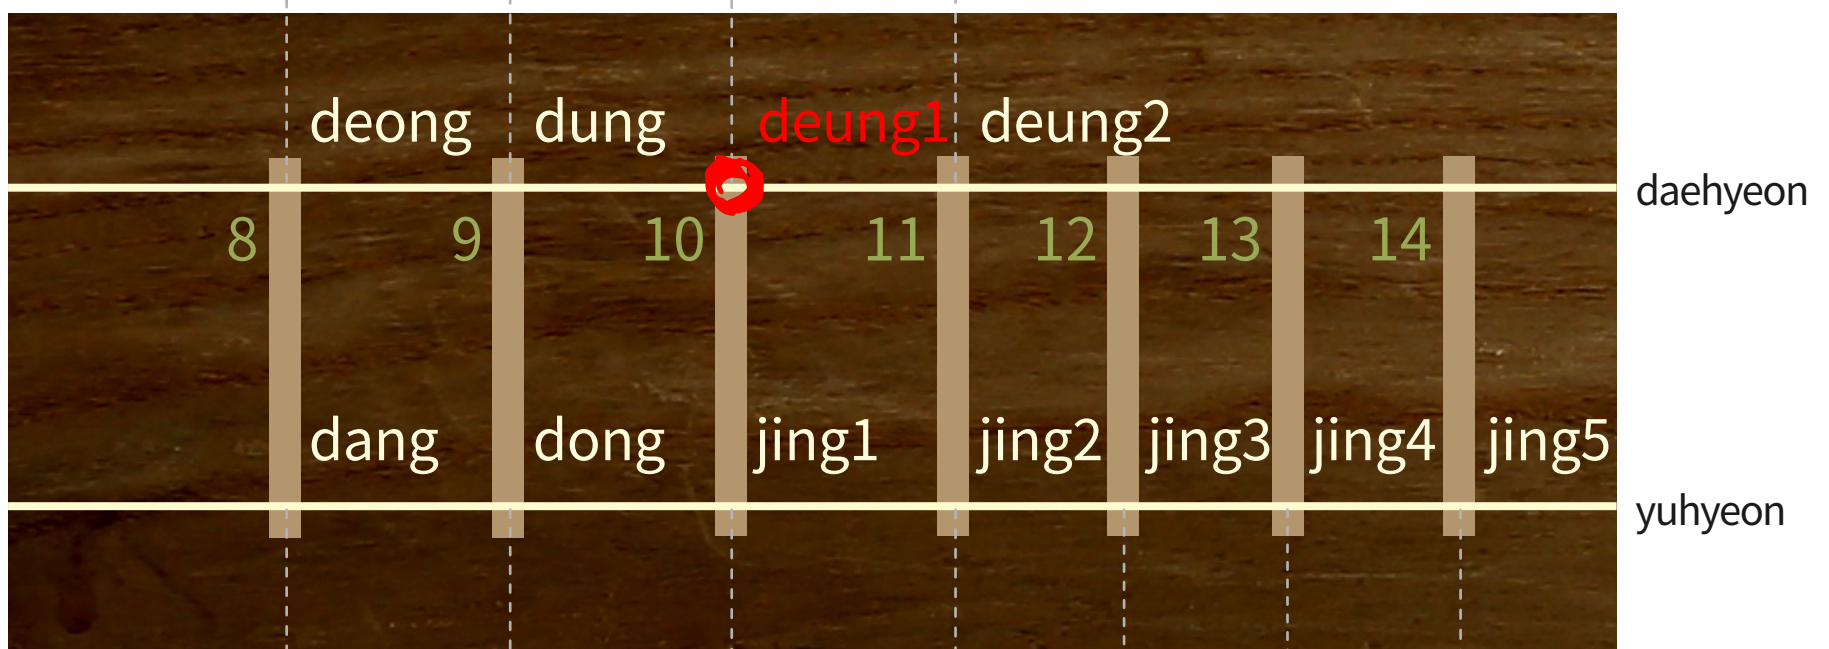 deong dung deung1 deung2
daehyeon
8 9 10 11 12 13 14
dang dong jing1 jing2 jing3 jing4 jing5
yuhyeon